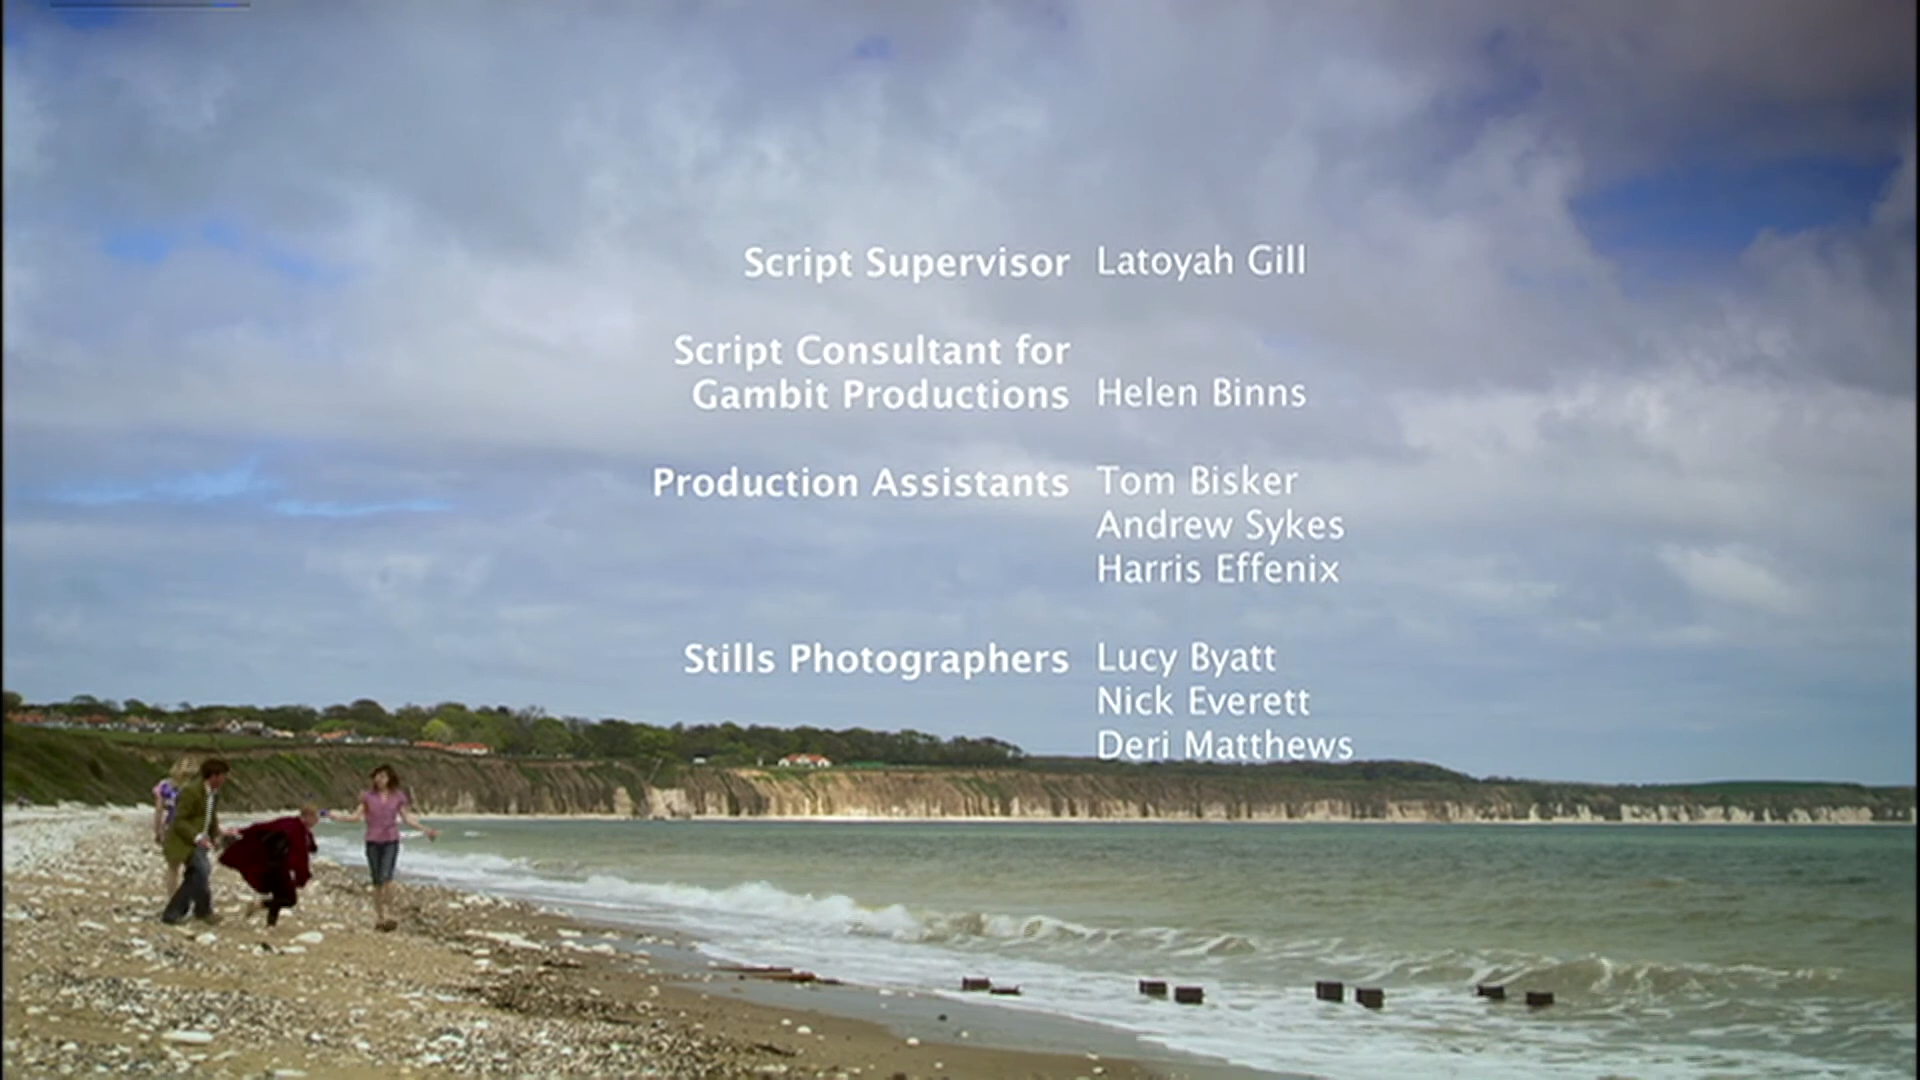 Script Supervisor Latoyah Gill
Script Consultant for
Gambit Productions Helen Binns
Production Assistants Tom Bisker
Andrew Sykes
Harris Effenix
Stills Photographers Lucy Byatt
Nick Everett
Deri Matthews